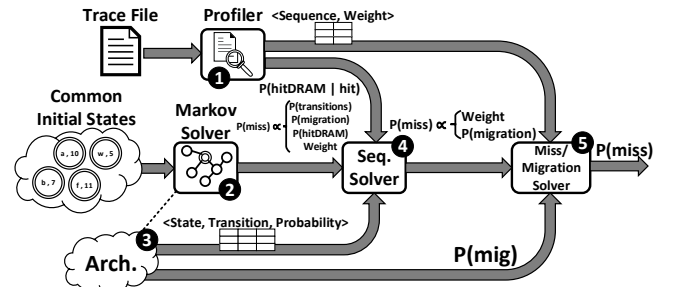 Trace File
Profiler
<Sequence, Weight>
1
P(hitDRAM | hit)
Common
Initial States
a, 10
w, 5
b, 7
f, 11
Markov
Solver
2
P(miss) ∝
P(transitions)
P(migration)
P(hitDRAM)
Weight
4
Seq.
Solver
P(miss) ∝
Weight
P(migration)
5
Miss/
Migration
Solver
P(miss)
3
<State, Transition, Probability>
Arch.
P(mig)